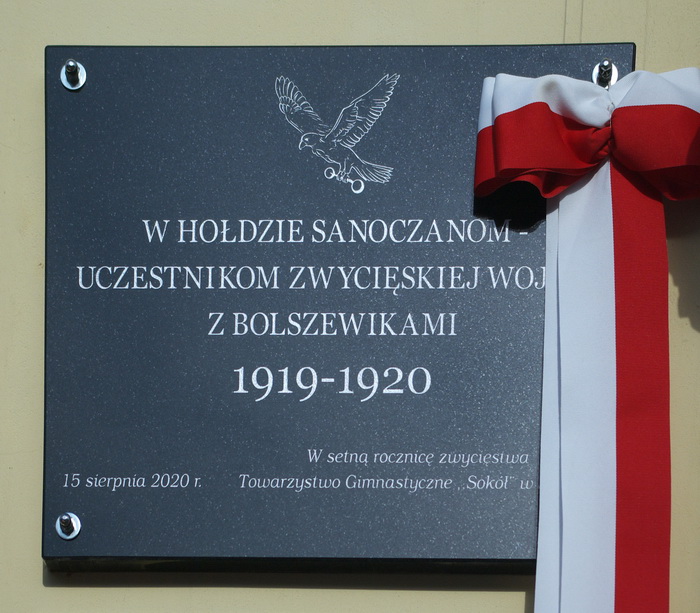 W HOŁDZIE SANOCZANOM -
UCZESTNIKOM ZWYCIĘSKIEJ WOJ
Z BOLSZEWIKAMI
1919-1920
W setną rocznicę zwycięstwa
15 sierpnia 2020 r. Towarzystwo Gimnastyczne ,,Sokół" w